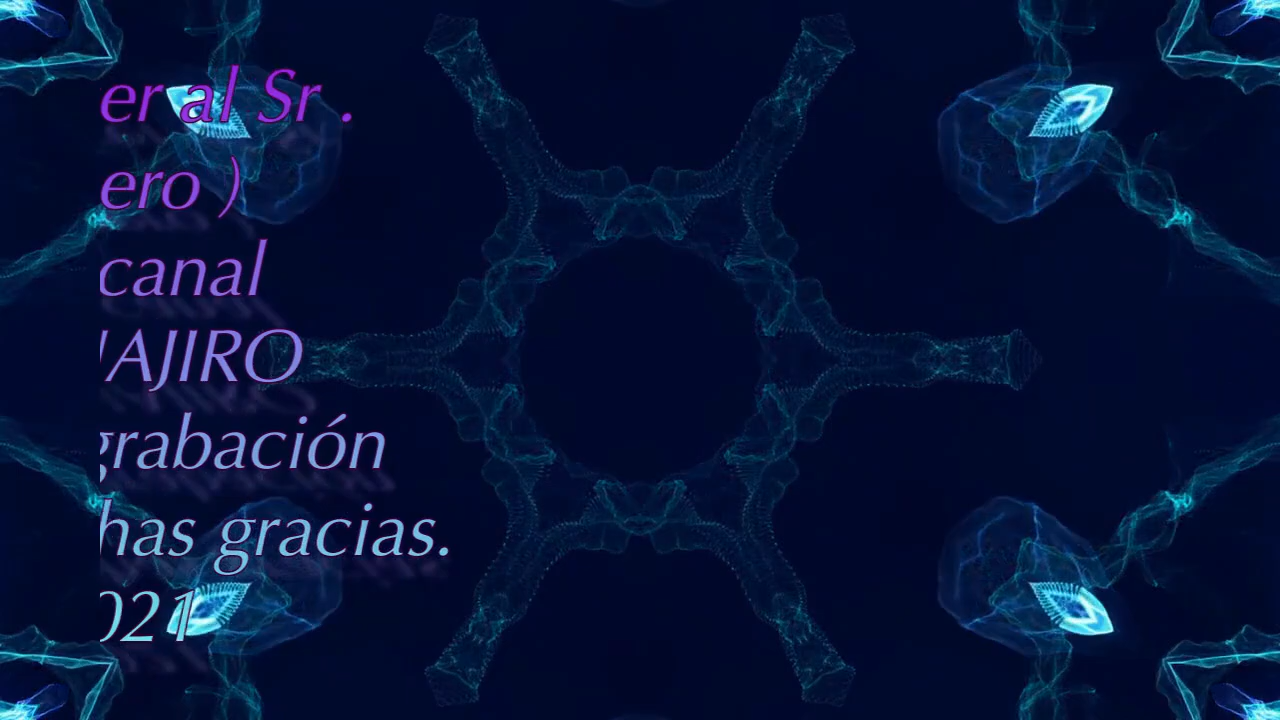 er al Sr .
ero )
canal
AJIRO
grabación
has gracias.
021